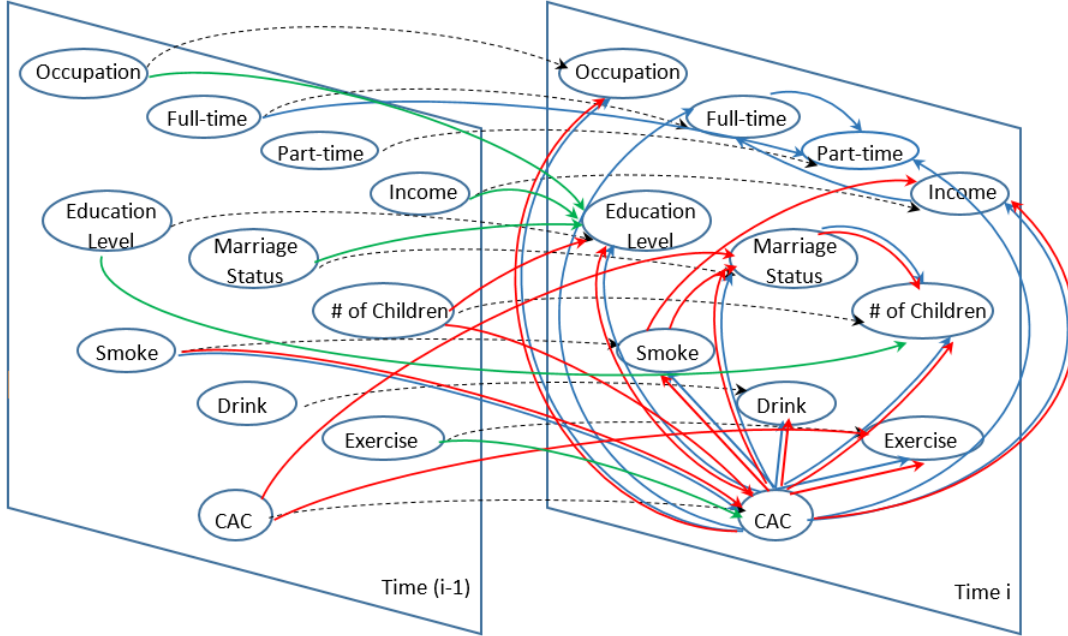 Occupation
Full-time
Part-time
Income
Education
Level
Marriage
Status
# of Children
Smoke
Drink
Exercise
CAC
Time (i-1)
Occupation
Full-time
Part-time
Income
Education
Level
Marriage
Status
# of Children
Smoke
Drink
Exercise
CAC
Time i